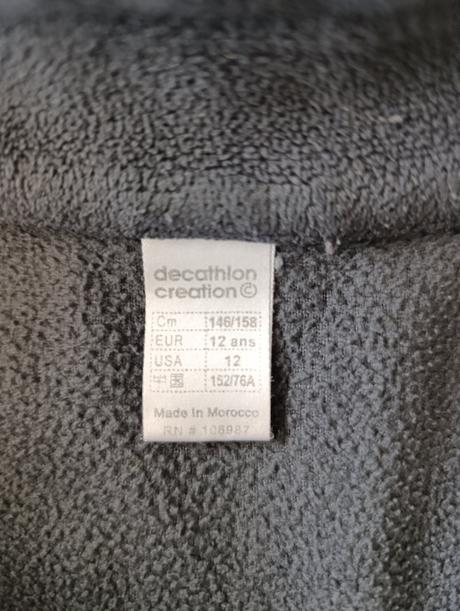 decathlon
creation©
Cm 146/158
EUR 12 ans
USA 12
中国 152/76A
Made in Morocco
RN # 108987